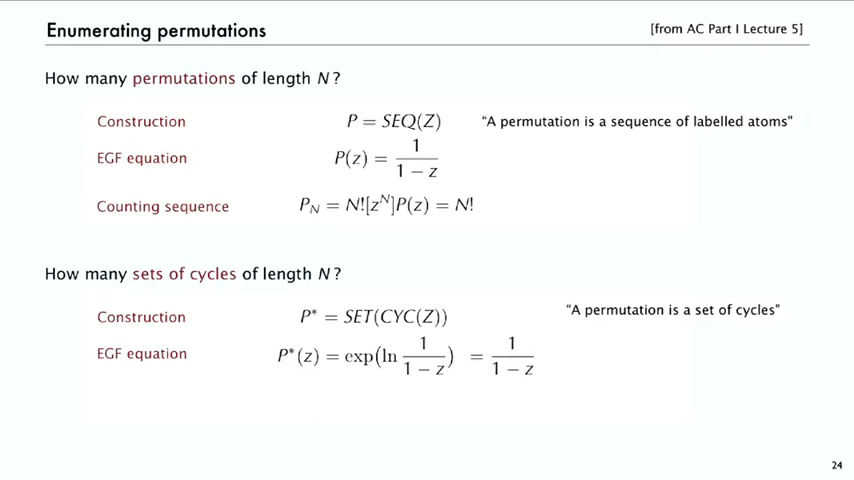 Enumerating permutations
[from AC Part I Lecture 5]
How many permutations of length N ?
Construction P = SEQ(Z) "A permutation is a sequence of labelled atoms"
EGF equation P(z) = 1/(1 − z)
Counting sequence P_N = N![z^N]P(z) = N!
How many sets of cycles of length N ?
Construction P* = SET(CYC(Z)) "A permutation is a set of cycles"
EGF equation P*(z) = exp(ln 1/(1 − z)) = 1/(1 − z)
24